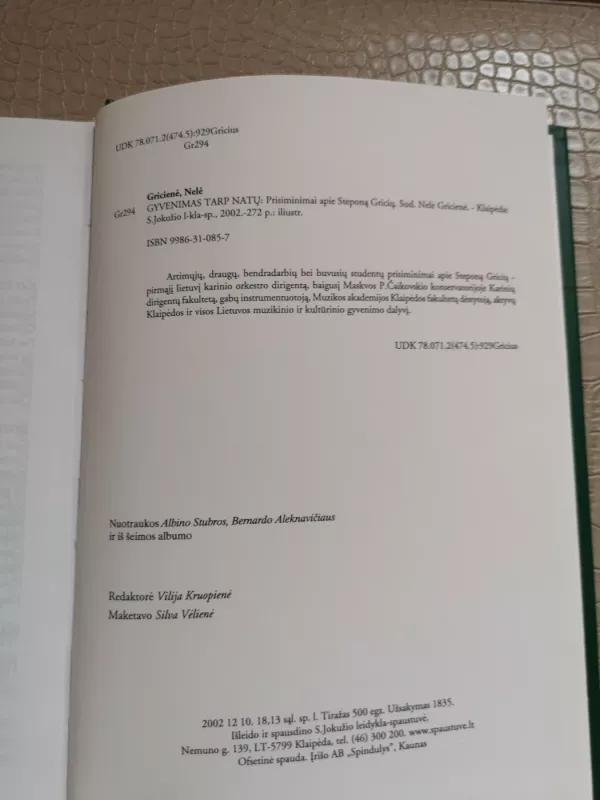 UDK 78.071.2(474.5):929Gricius
Gr294
Gricienė, Nelė
Gr294 GYVENIMAS TARP NATŲ: Prisiminimai apie Steponą Gricių. Sud. Nelė Gricienė. - Klaipėda:
S.Jokužio l-kla-sp., 2002.-272 p.: iliustr.
ISBN 9986-31-085-7
Artimųjų, draugų, bendradarbių bei buvusių studentų prisiminimai apie Steponą Gricių -
pirmąjį lietuvį karinio orkestro dirigentą, baigusį Maskvos P.Čaikovskio konservatorijoje Karinių
dirigentų fakultetą, gabų instrumentuotoją, Muzikos akademijos Klaipėdos fakultetų dėstytoją, aktyvų
Klaipėdos ir visos Lietuvos muzikinio ir kultūrinio gyvenimo dalyvį.
UDK 78.071.2(474.5):929Gricius
Nuotraukos Albino Stubros, Bernardo Aleknavičiaus
ir iš šeimos albumo
Redaktorė Vilija Kruopienė
Maketavo Silva Vėlienė
2002 12 10. 18,13 sąl. sp. l. Tiražas 500 egz. Užsakymas 1835.
Išleido ir spausdino S.Jokužio leidykla-spaustuvė.
Nemuno g. 139, LT-5799 Klaipėda, tel. (46) 300 200. www.spaustuve.lt
Ofsetinė spauda. Įrišo AB „Spindulys", Kaunas